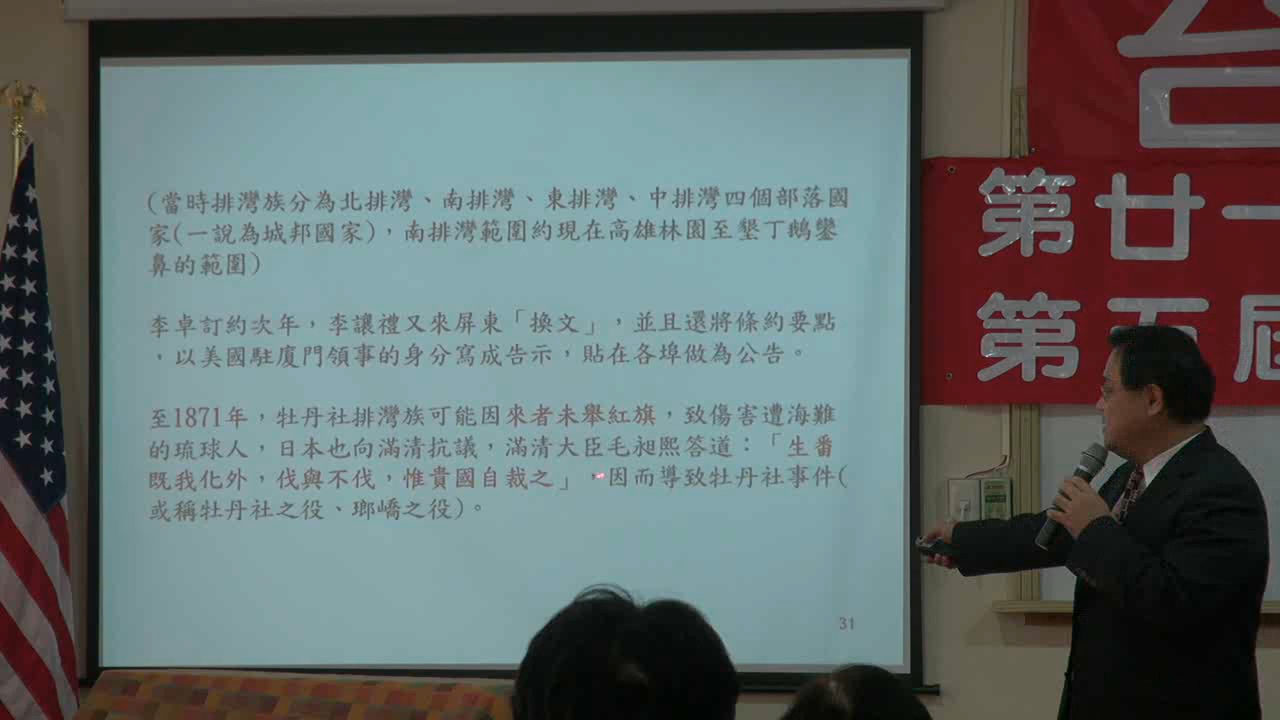 (當時排灣族分為北排灣、南排灣、東排灣、中排灣四個部落國
家(一說為城邦國家)，南排灣範圍約現在高雄林園至墾丁鵝鑾
鼻的範圍)
李卓訂約次年，李讓禮又來屏東「換文」，並且還將條約要點
，以美國駐廈門領事的身分寫成告示，貼在各埠做為公告。
至1871年，牡丹社排灣族可能因來者未舉紅旗，致傷害遭海難
的琉球人，日本也向滿清抗議，滿清大臣毛昶熙答道：「生番
既我化外，伐與不伐，惟貴國自裁之」，因而導致牡丹社事件(
或稱牡丹社之役、瑯嶠之役)。
31
台
第廿一
第五屆